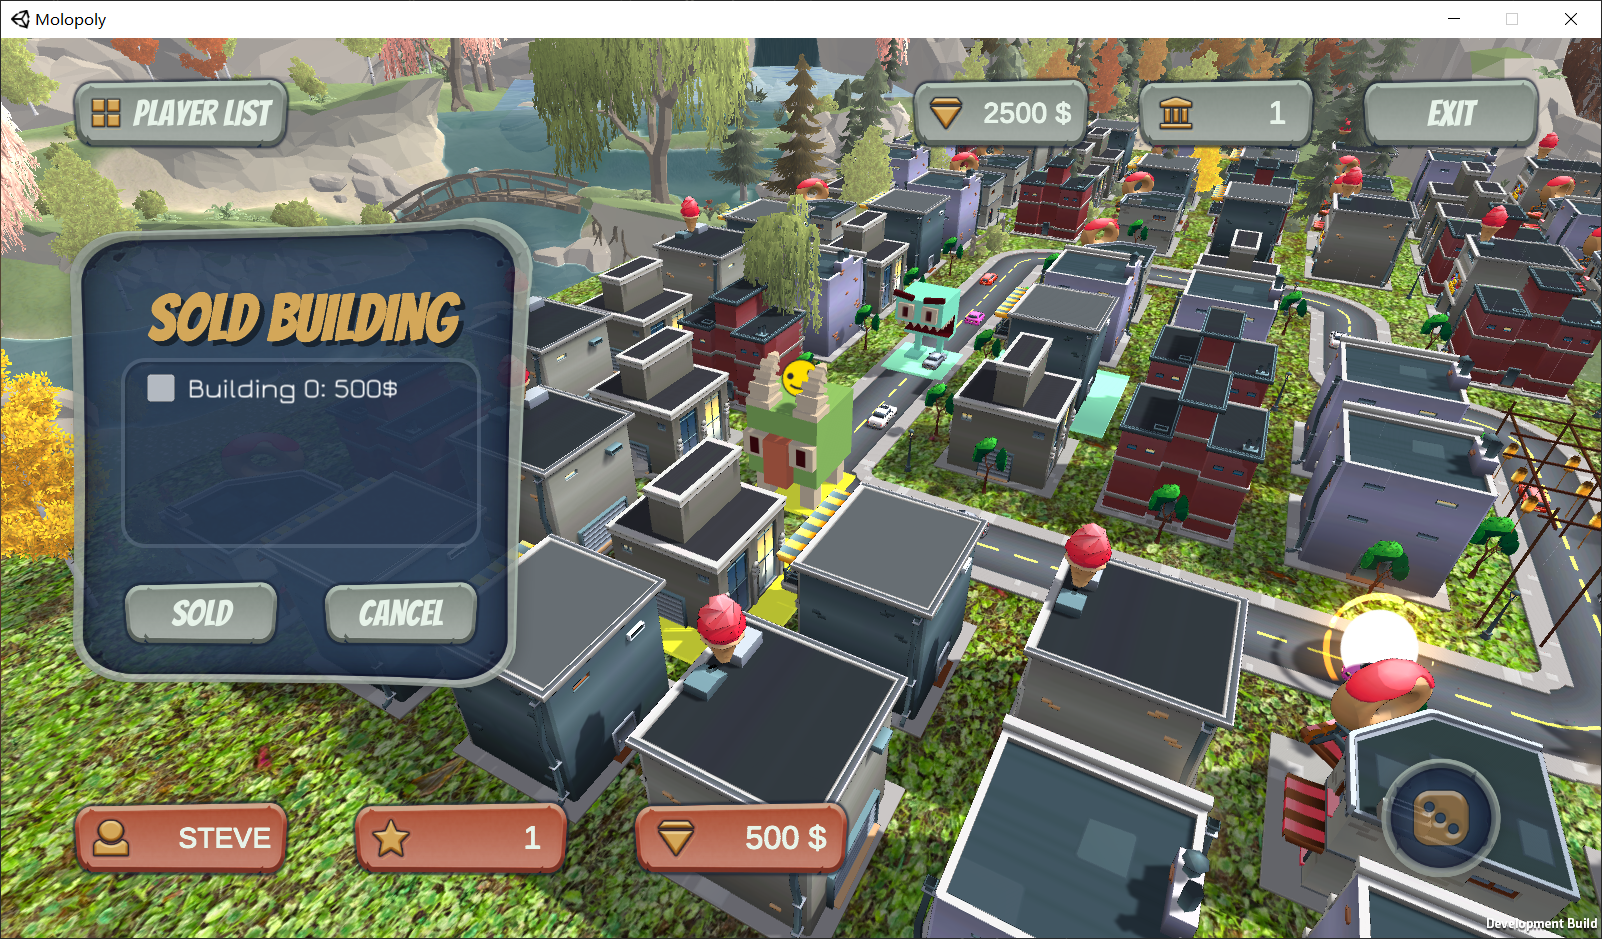 Molopoly
PLAYER LIST
2500 $
1
EXIT
SOLD BUILDING
Building 0: 500$
SOLD
CANCEL
STEVE
1
500 $
Development Build